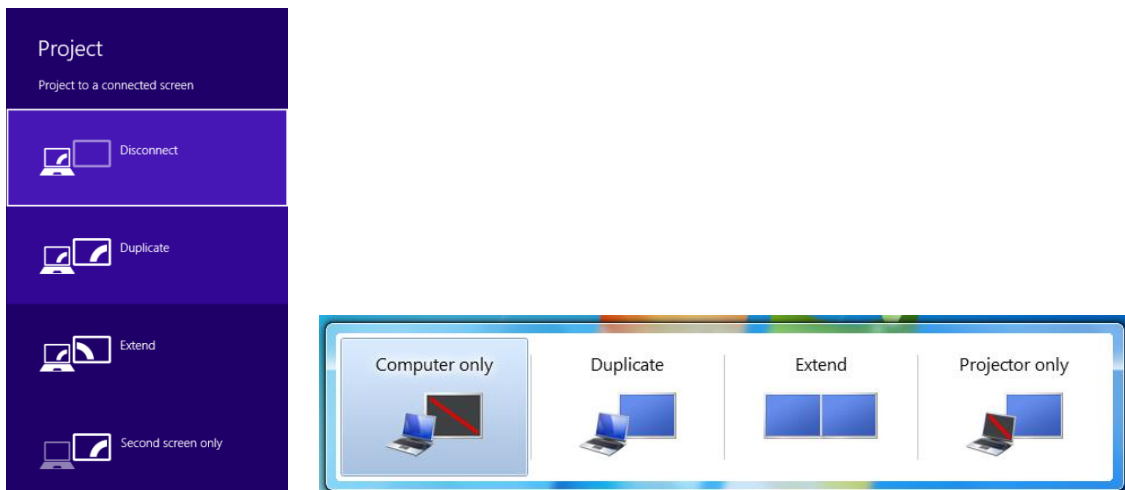 Project
Project to a connected screen
Disconnect
Duplicate
Extend
Second screen only
Computer only
Duplicate
Extend
Projector only